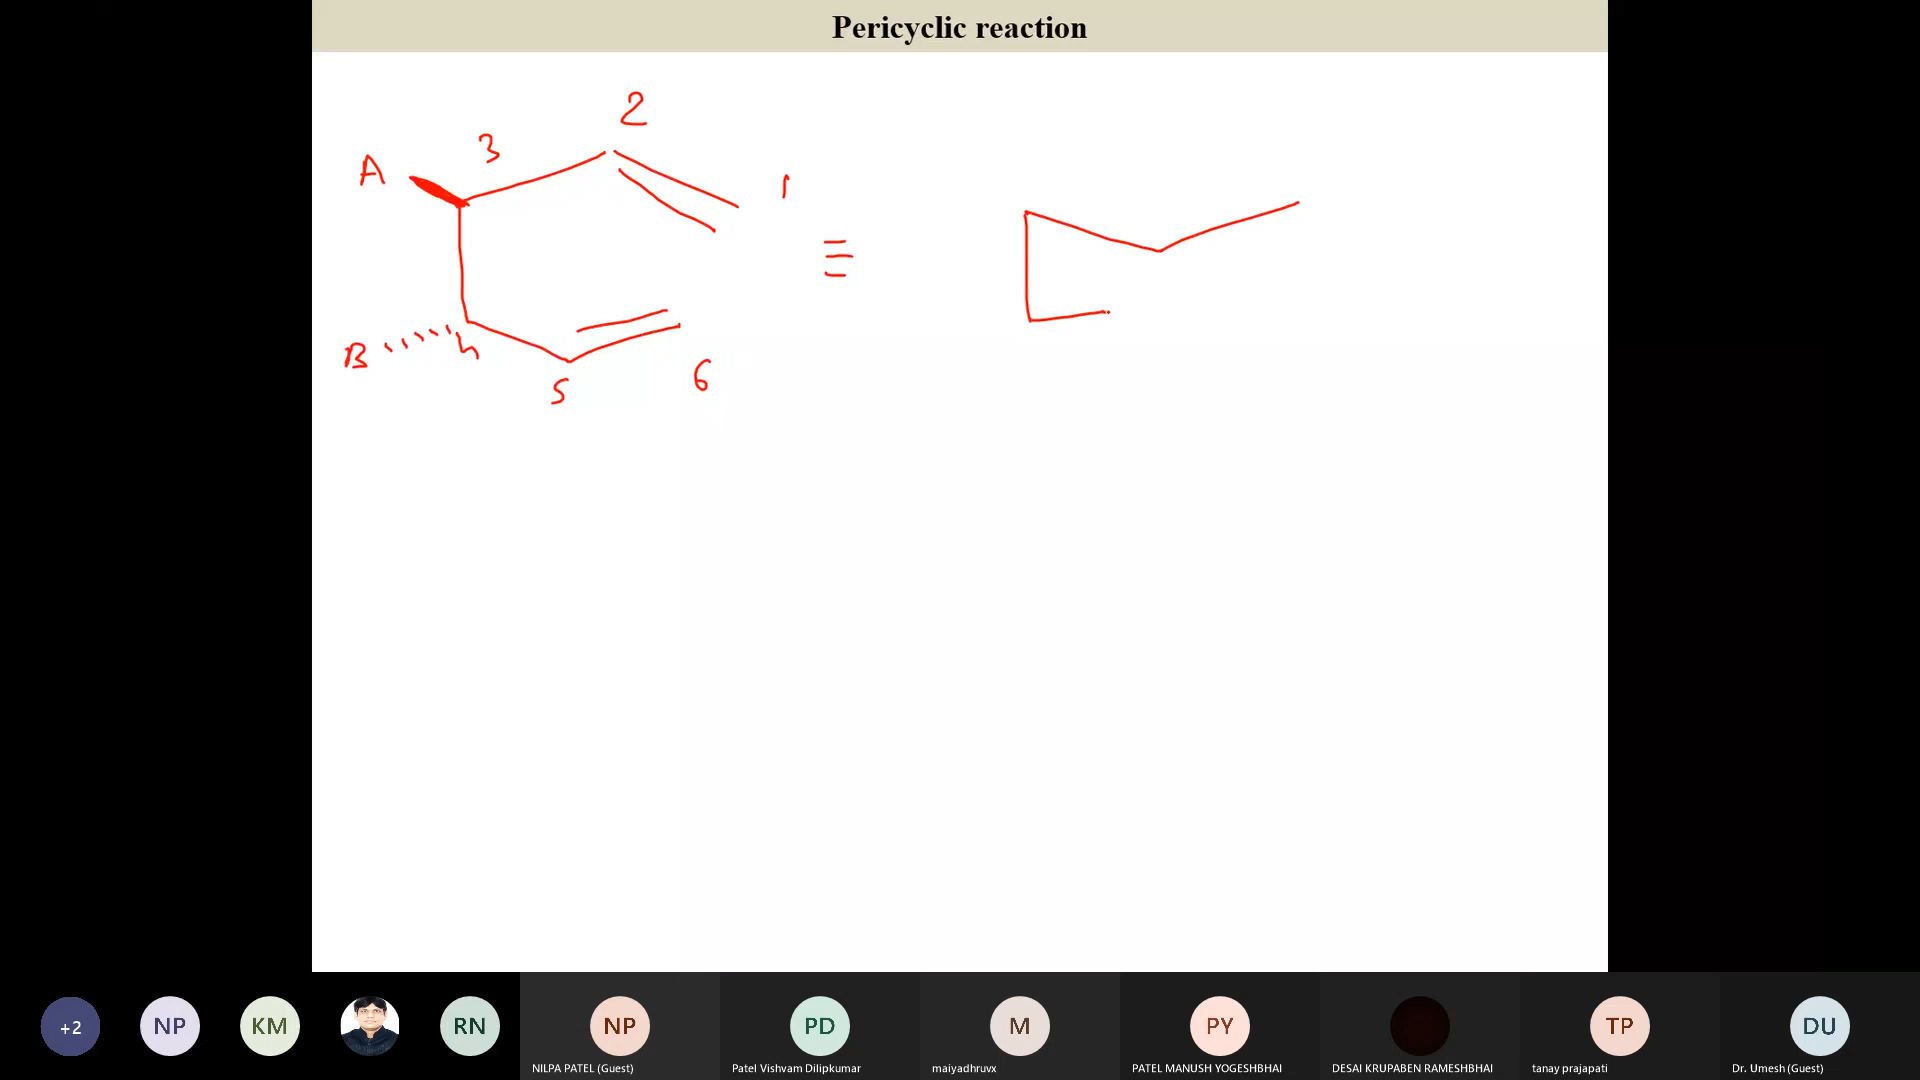 Pericyclic reaction
2
3
A
1
B
4
5
6
+2
NP
KM
RN
NP
PD
M
PY
TP
DU
NILPA PATEL (Guest)
Patel Vishvam Dilipkumar
maiyadhruvx
PATEL MANUSH YOGESHBHAI
DESAI KRUPABEN RAMESHBHAI
tanay prajapati
Dr. Umesh (Guest)